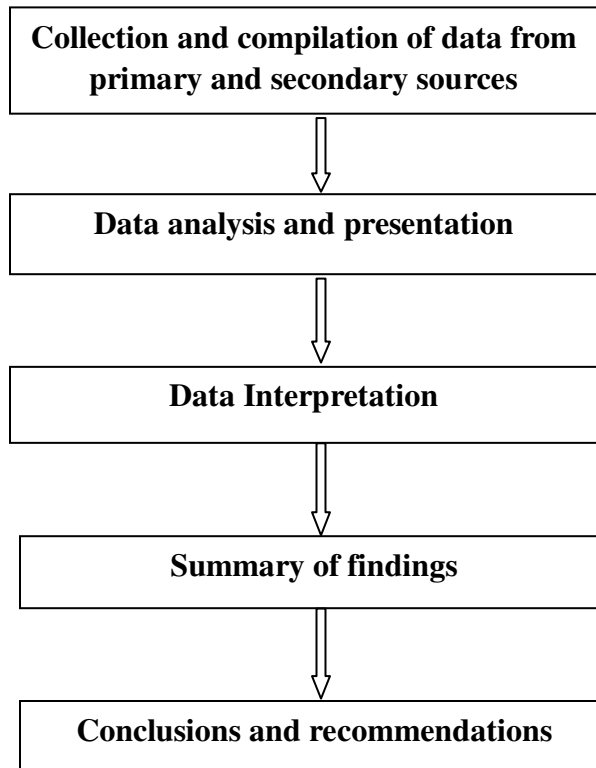 Collection and compilation of data from
primary and secondary sources
Data analysis and presentation
Data Interpretation
Summary of findings
Conclusions and recommendations